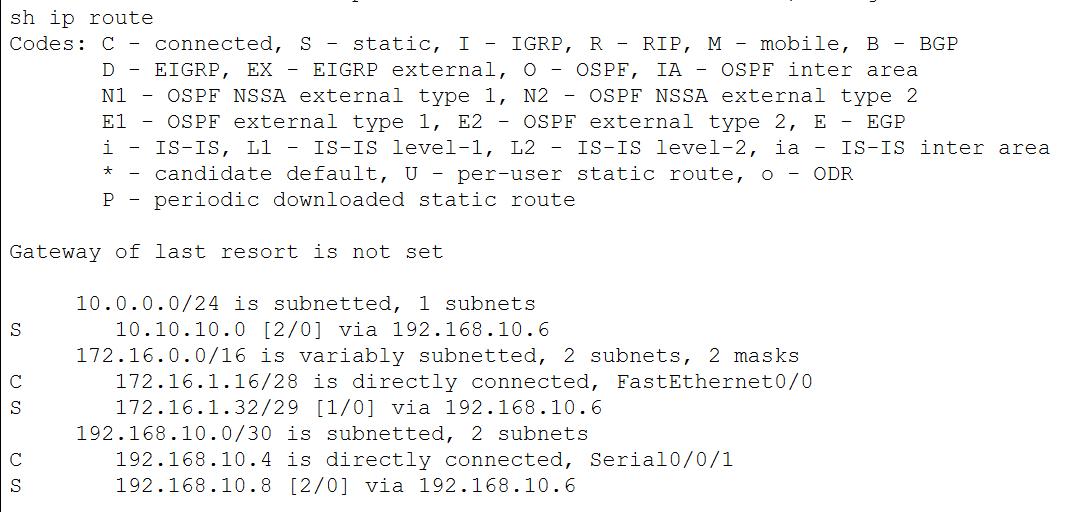 sh ip route
Codes: C - connected, S - static, I - IGRP, R - RIP, M - mobile, B - BGP
       D - EIGRP, EX - EIGRP external, O - OSPF, IA - OSPF inter area
       N1 - OSPF NSSA external type 1, N2 - OSPF NSSA external type 2
       E1 - OSPF external type 1, E2 - OSPF external type 2, E - EGP
       i - IS-IS, L1 - IS-IS level-1, L2 - IS-IS level-2, ia - IS-IS inter area
       * - candidate default, U - per-user static route, o - ODR
       P - periodic downloaded static route

Gateway of last resort is not set

     10.0.0.0/24 is subnetted, 1 subnets
S       10.10.10.0 [2/0] via 192.168.10.6
     172.16.0.0/16 is variably subnetted, 2 subnets, 2 masks
C       172.16.1.16/28 is directly connected, FastEthernet0/0
S       172.16.1.32/29 [1/0] via 192.168.10.6
     192.168.10.0/30 is subnetted, 2 subnets
C       192.168.10.4 is directly connected, Serial0/0/1
S       192.168.10.8 [2/0] via 192.168.10.6